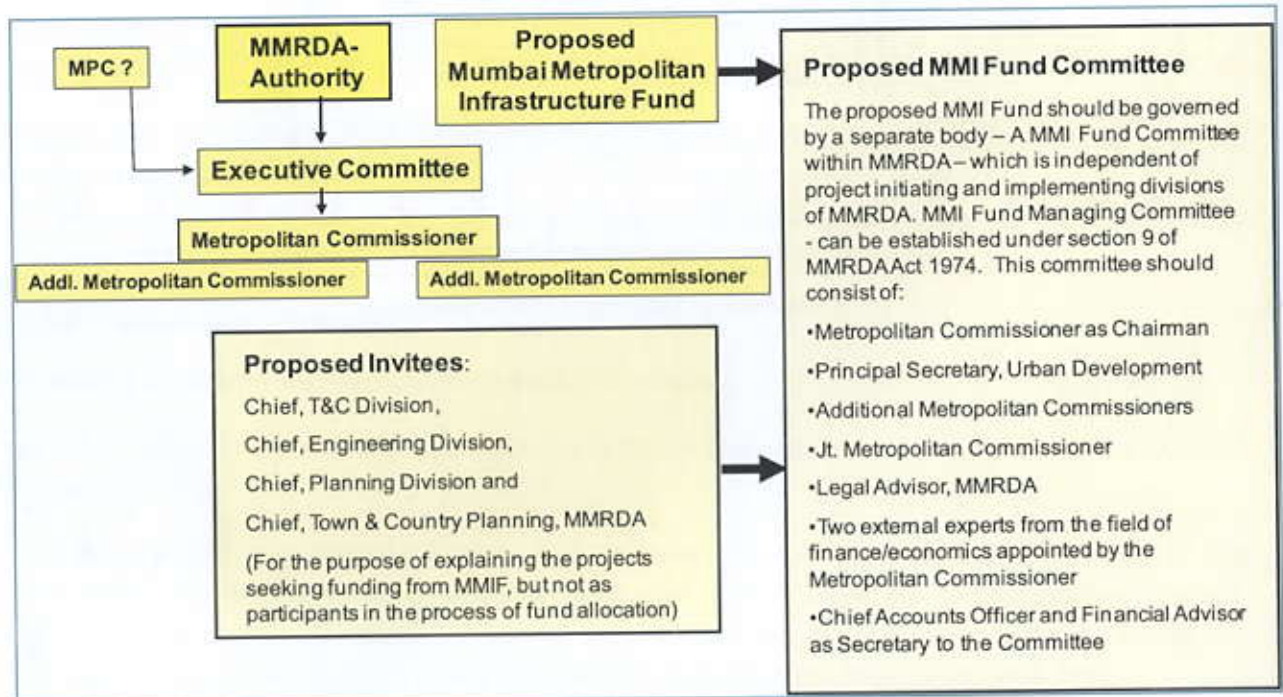 MPC ?
MMRDA-
Authority
Executive Committee
Metropolitan Commissioner
Addl. Metropolitan Commissioner
Addl. Metropolitan Commissioner
Proposed
Mumbai Metropolitan
Infrastructure Fund
Proposed Invitees:
Chief, T&C Division,
Chief, Engineering Division,
Chief, Planning Division and
Chief, Town & Country Planning, MMRDA
(For the purpose of explaining the projects
seeking funding from MMIF, but not as
participants in the process of fund allocation)
Proposed MMI Fund Committee
The proposed MMI Fund should be governed
by a separate body – A MMI Fund Committee
within MMRDA – which is independent of
project initiating and implementing divisions
of MMRDA. MMI Fund Managing Committee
- can be established under section 9 of
MMRDA Act 1974. This committee should
consist of:
•Metropolitan Commissioner as Chairman
•Principal Secretary, Urban Development
•Additional Metropolitan Commissioners
•Jt. Metropolitan Commissioner
•Legal Advisor, MMRDA
•Two external experts from the field of
finance/economics appointed by the
Metropolitan Commissioner
•Chief Accounts Officer and Financial Advisor
as Secretary to the Committee